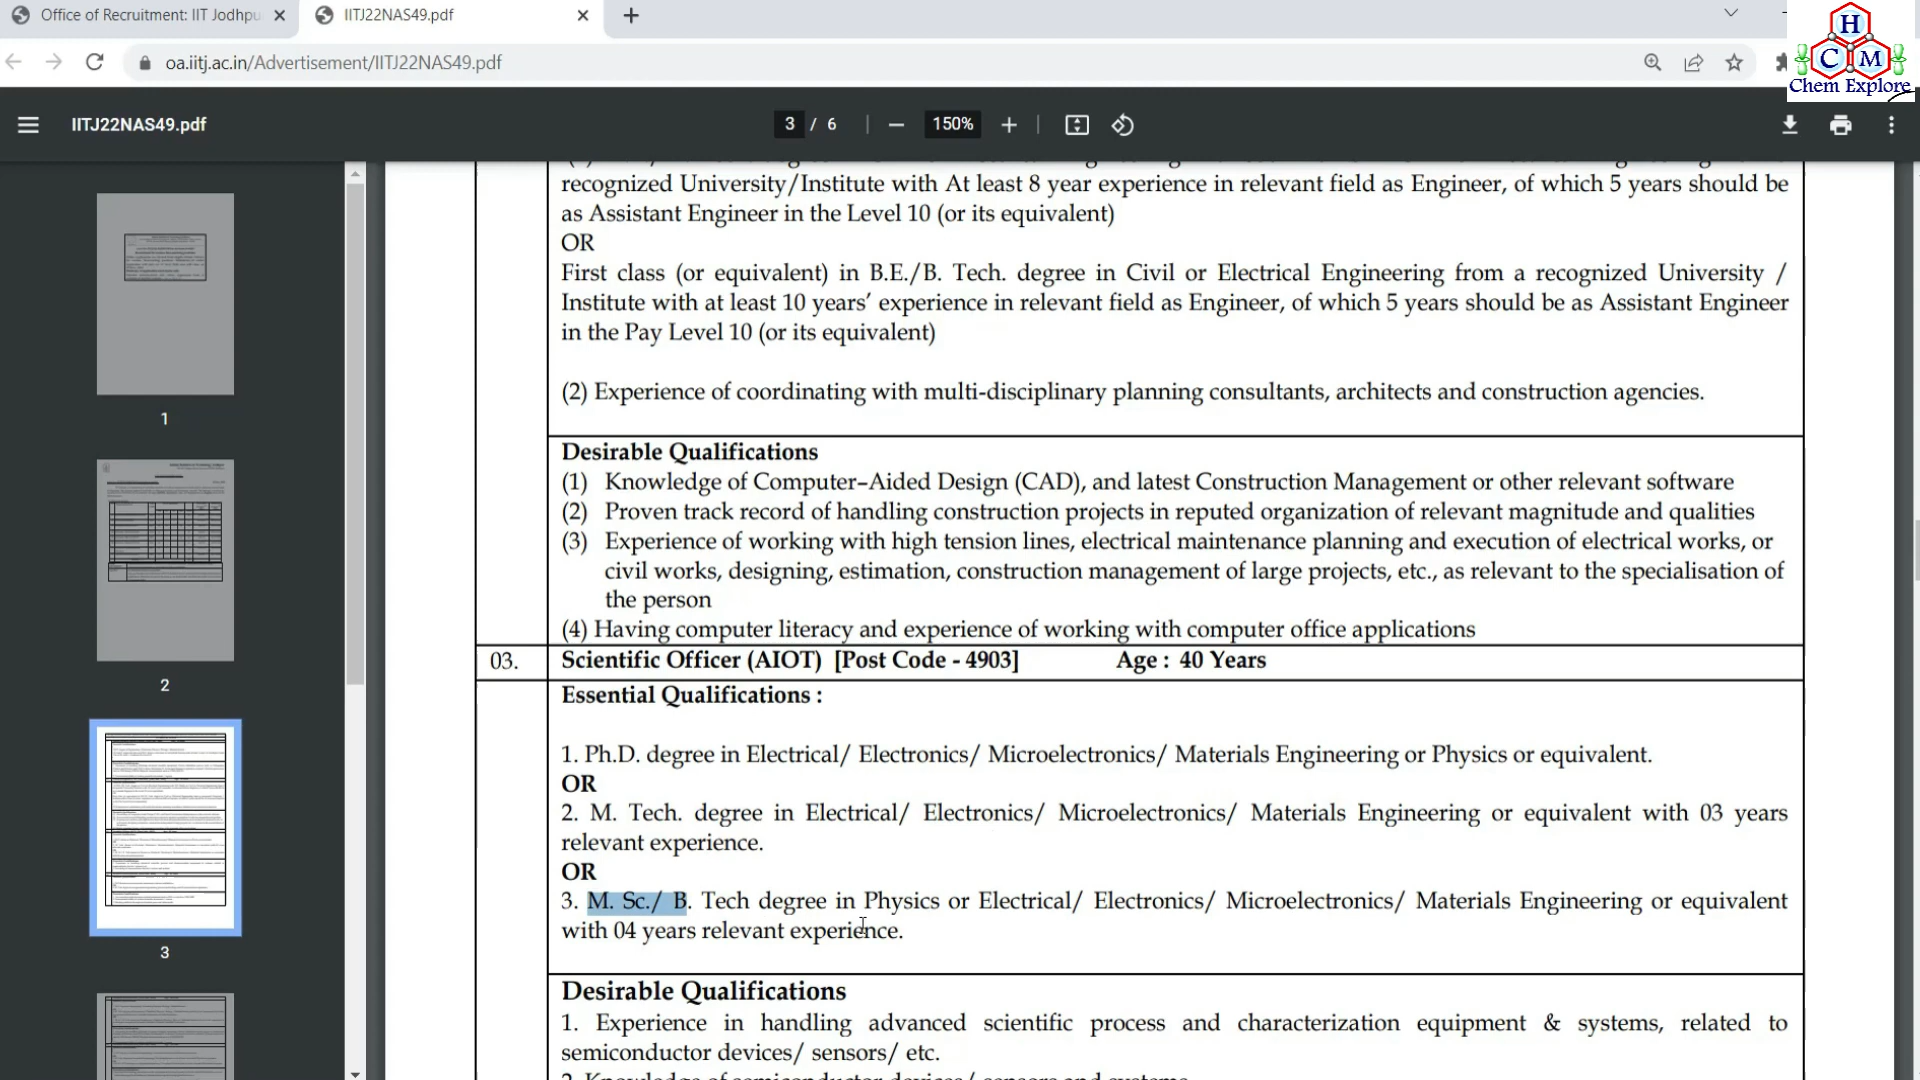 Office of Recruitment: IIT Jodhpu
IITJ22NAS49.pdf
oa.iitj.ac.in/Advertisement/IITJ22NAS49.pdf
H
C M
Chem Explore
IITJ22NAS49.pdf
3 / 6
150%
1
2
3
recognized University/Institute with At least 8 year experience in relevant field as Engineer, of which 5 years should be
as Assistant Engineer in the Level 10 (or its equivalent)
OR
First class (or equivalent) in B.E./B. Tech. degree in Civil or Electrical Engineering from a recognized University /
Institute with at least 10 years’ experience in relevant field as Engineer, of which 5 years should be as Assistant Engineer
in the Pay Level 10 (or its equivalent)
(2) Experience of coordinating with multi-disciplinary planning consultants, architects and construction agencies.
Desirable Qualifications
(1) Knowledge of Computer–Aided Design (CAD), and latest Construction Management or other relevant software
(2) Proven track record of handling construction projects in reputed organization of relevant magnitude and qualities
(3) Experience of working with high tension lines, electrical maintenance planning and execution of electrical works, or
civil works, designing, estimation, construction management of large projects, etc., as relevant to the specialisation of
the person
(4) Having computer literacy and experience of working with computer office applications
03. Scientific Officer (AIOT) [Post Code - 4903] Age : 40 Years
Essential Qualifications :
1. Ph.D. degree in Electrical/ Electronics/ Microelectronics/ Materials Engineering or Physics or equivalent.
OR
2. M. Tech. degree in Electrical/ Electronics/ Microelectronics/ Materials Engineering or equivalent with 03 years
relevant experience.
OR
3. M. Sc./ B. Tech degree in Physics or Electrical/ Electronics/ Microelectronics/ Materials Engineering or equivalent
with 04 years relevant experience.
Desirable Qualifications
1. Experience in handling advanced scientific process and characterization equipment & systems, related to
semiconductor devices/ sensors/ etc.
2. Knowledge of semiconductor devices/ sensors and systems